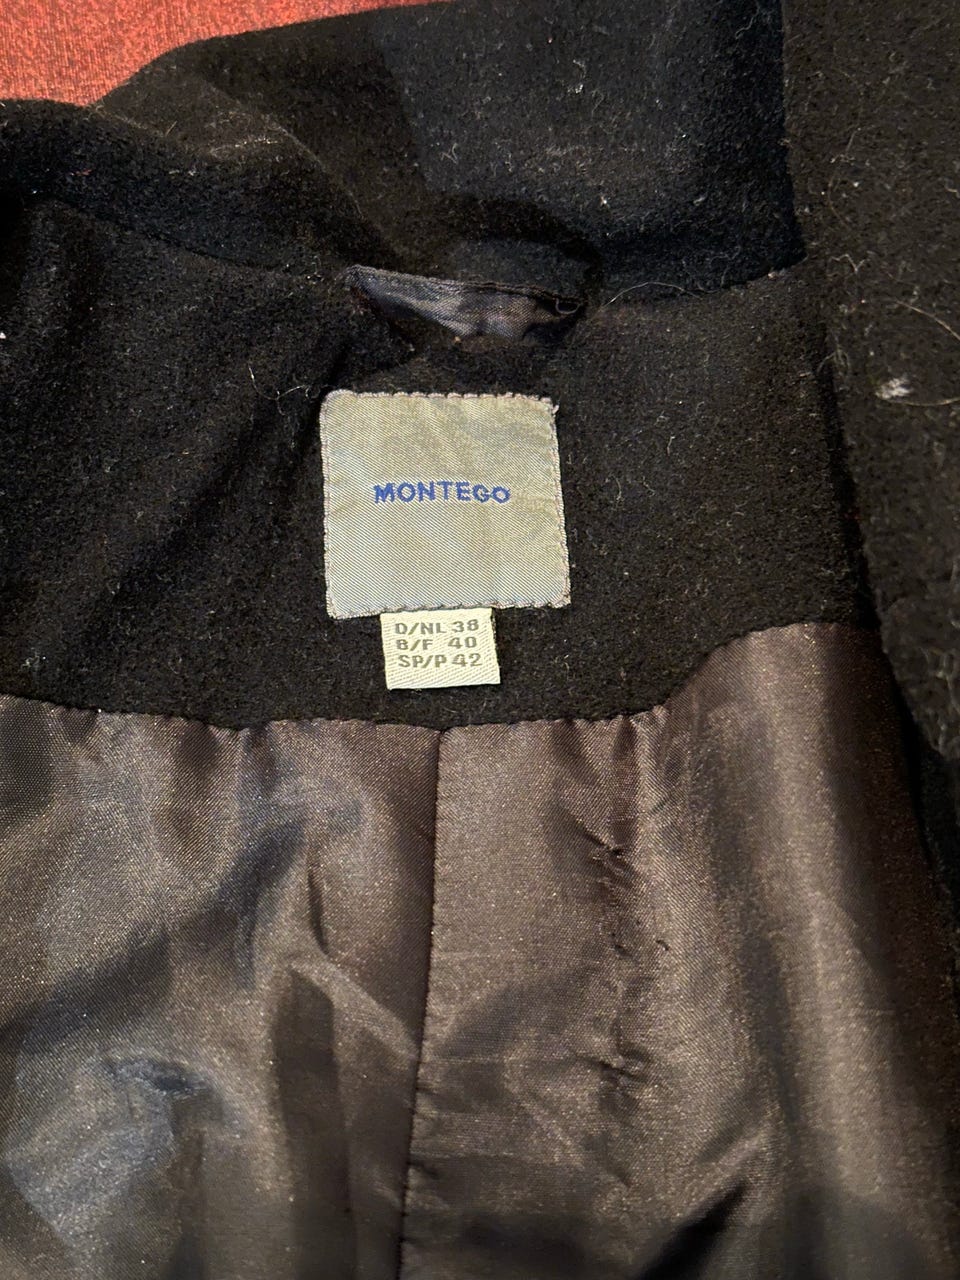 MONTEGO
D/NL 38
B/F 40
SP/P 42